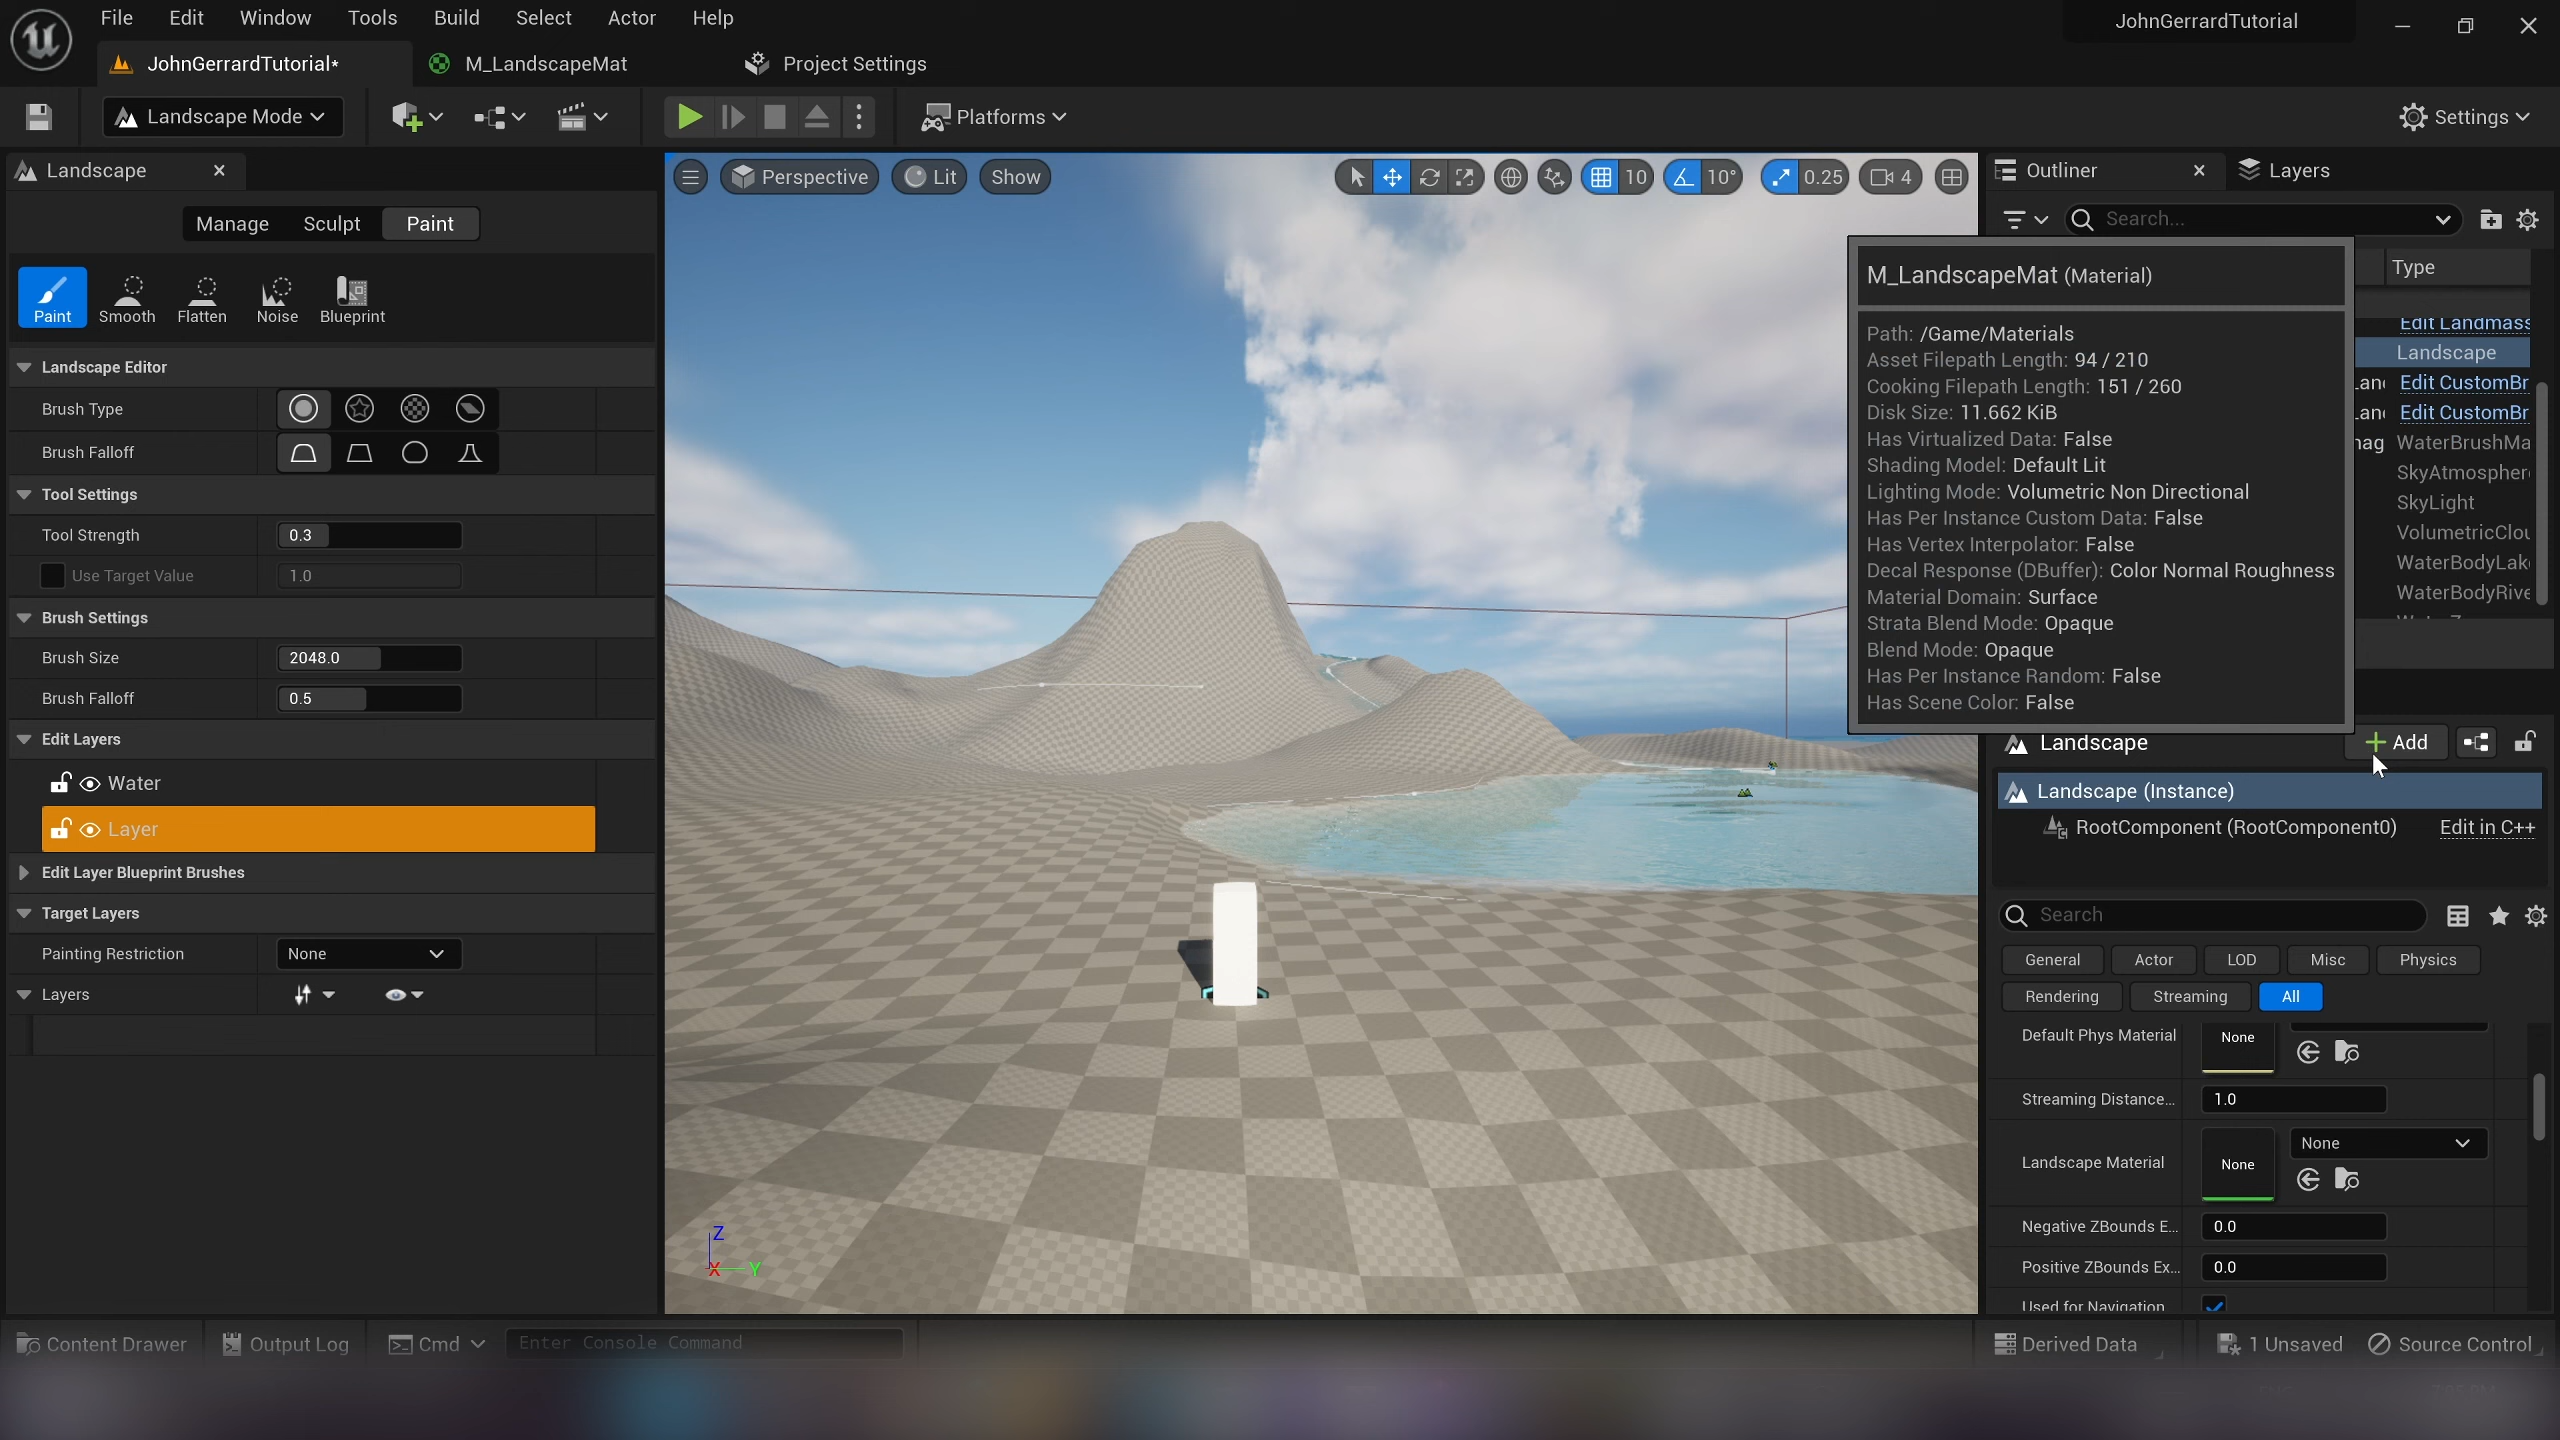 File Edit Window Tools Build Select Actor Help
JohnGerrardTutorial
JohnGerrardTutorial*
M_LandscapeMat
Project Settings
Landscape Mode
Platforms
Settings
Landscape
Manage Sculpt Paint
Paint Smooth Flatten Noise Blueprint
Landscape Editor
Brush Type
Brush Falloff
Tool Settings
Tool Strength 0.3
Use Target Value 1.0
Brush Settings
Brush Size 2048.0
Brush Falloff 0.5
Edit Layers
Water
Layer
Edit Layer Blueprint Brushes
Target Layers
Painting Restriction None
Layers
Perspective Lit Show
10 10° 0.25 4
Z
X Y
Outliner
Layers
Search...
Type
Edit Landmass
Landscape
Edit CustomBr
Edit CustomBr
WaterBrushMa
SkyAtmospher
SkyLight
VolumetricClou
WaterBodyLak
WaterBodyRive
M_LandscapeMat (Material)
Path: /Game/Materials
Asset Filepath Length: 94 / 210
Cooking Filepath Length: 151 / 260
Disk Size: 11.662 KiB
Has Virtualized Data: False
Shading Model: Default Lit
Lighting Mode: Volumetric Non Directional
Has Per Instance Custom Data: False
Has Vertex Interpolator: False
Decal Response (DBuffer): Color Normal Roughness
Material Domain: Surface
Strata Blend Mode: Opaque
Blend Mode: Opaque
Has Per Instance Random: False
Has Scene Color: False
Landscape
Add
Landscape (Instance)
RootComponent (RootComponent0) Edit in C++
Search
General Actor LOD Misc Physics
Rendering Streaming All
Default Phys Material None
Streaming Distance... 1.0
Landscape Material None None
Negative ZBounds E... 0.0
Positive ZBounds Ex... 0.0
Used for Navigation
Content Drawer
Output Log
Cmd
Enter Console Command
Derived Data
1 Unsaved
Source Control